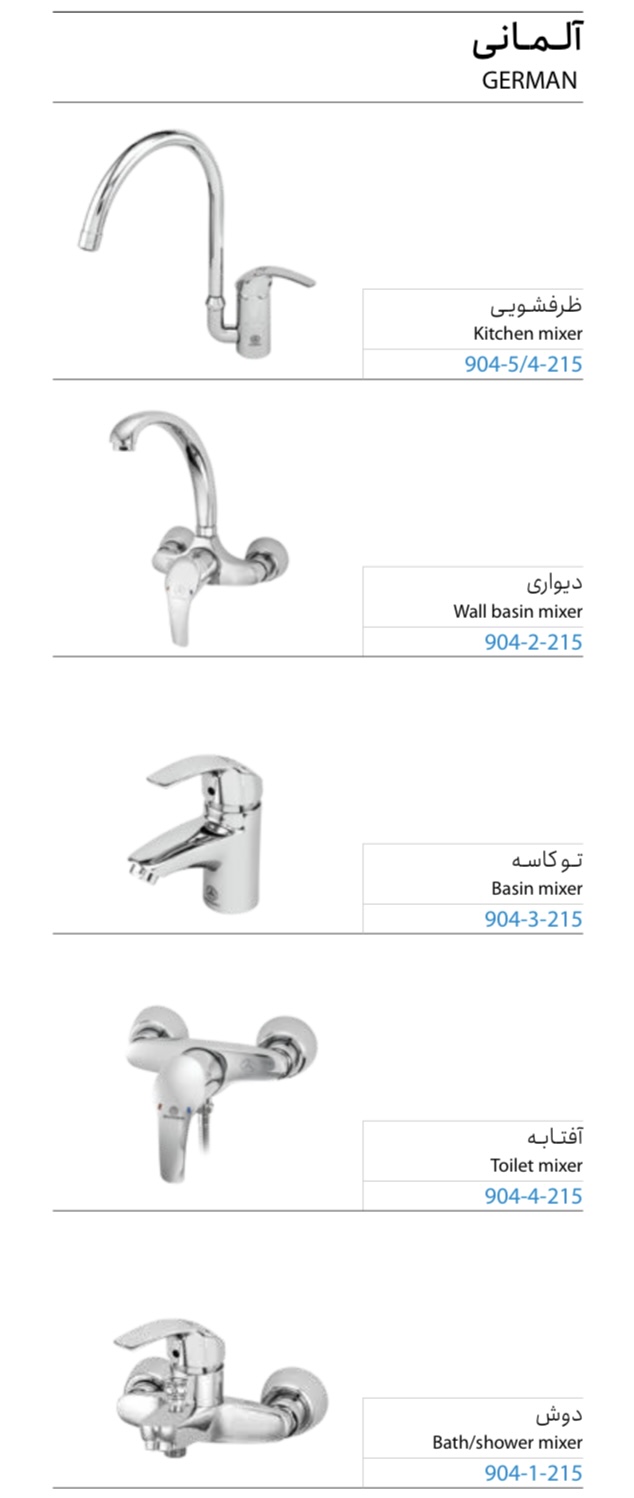 آلمانی
GERMAN
ظرفشویی
Kitchen mixer
904-5/4-215
دیواری
Wall basin mixer
904-2-215
توکاسه
Basin mixer
904-3-215
آفتابه
Toilet mixer
904-4-215
دوش
Bath/shower mixer
904-1-215